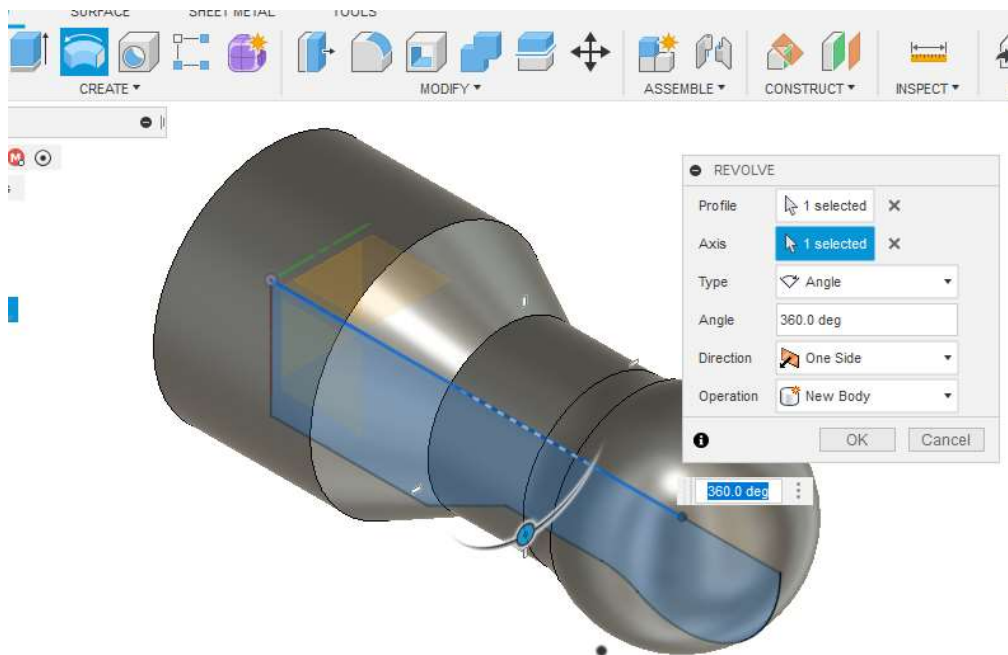 SURFACE SHEET METAL TOOLS
CREATE ▾ MODIFY ▾ ASSEMBLE ▾ CONSTRUCT ▾ INSPECT ▾
M
REVOLVE
Profile 1 selected
Axis 1 selected
Type Angle
Angle 360.0 deg
Direction One Side
Operation New Body
OK Cancel
360.0 deg